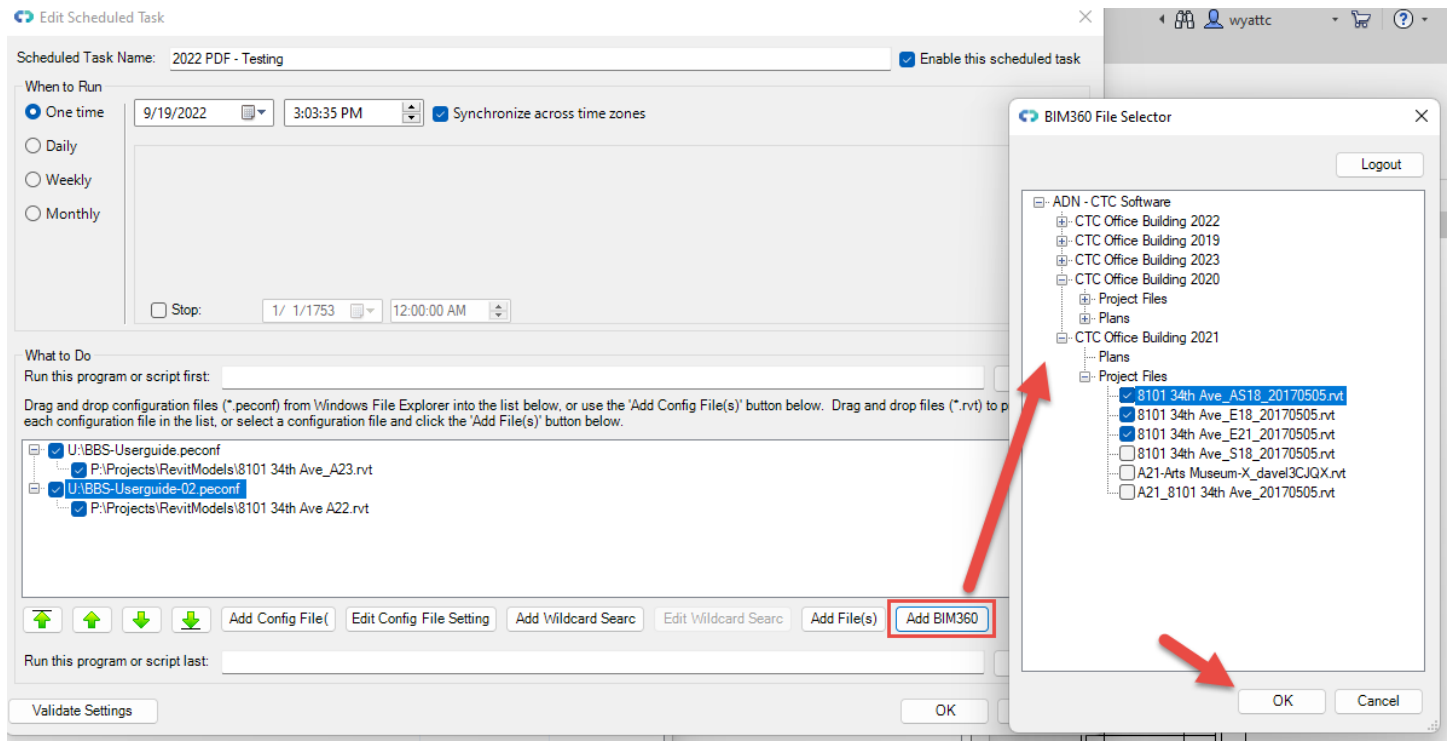 Edit Scheduled Task
wyattc
Scheduled Task Name: 2022 PDF - Testing Enable this scheduled task
When to Run
One time 9/19/2022 3:03:35 PM Synchronize across time zones
Daily
Weekly
Monthly
Stop: 1/ 1/1753 12:00:00 AM
What to Do
Run this program or script first:
Drag and drop configuration files (*.peconf) from Windows File Explorer into the list below, or use the 'Add Config File(s)' button below. Drag and drop files (*.rvt) to p
each configuration file in the list, or select a configuration file and click the 'Add File(s)' button below.
U:\BBS-Userguide.peconf
P:\Projects\RevitModels\8101 34th Ave_A23.rvt
U:\BBS-Userguide-02.peconf
P:\Projects\RevitModels\8101 34th Ave A22.rvt
Add Config File( Edit Config File Setting Add Wildcard Searc Edit Wildcard Searc Add File(s) Add BIM360
Run this program or script last:
Validate Settings OK
BIM360 File Selector
Logout
ADN - CTC Software
CTC Office Building 2022
CTC Office Building 2019
CTC Office Building 2023
CTC Office Building 2020
Project Files
Plans
CTC Office Building 2021
Plans
Project Files
8101 34th Ave_AS18_20170505.rvt
8101 34th Ave_E18_20170505.rvt
8101 34th Ave_E21_20170505.rvt
8101 34th Ave_S18_20170505.rvt
A21-Arts Museum-X_davel3CJQX.rvt
A21_8101 34th Ave_20170505.rvt
OK Cancel